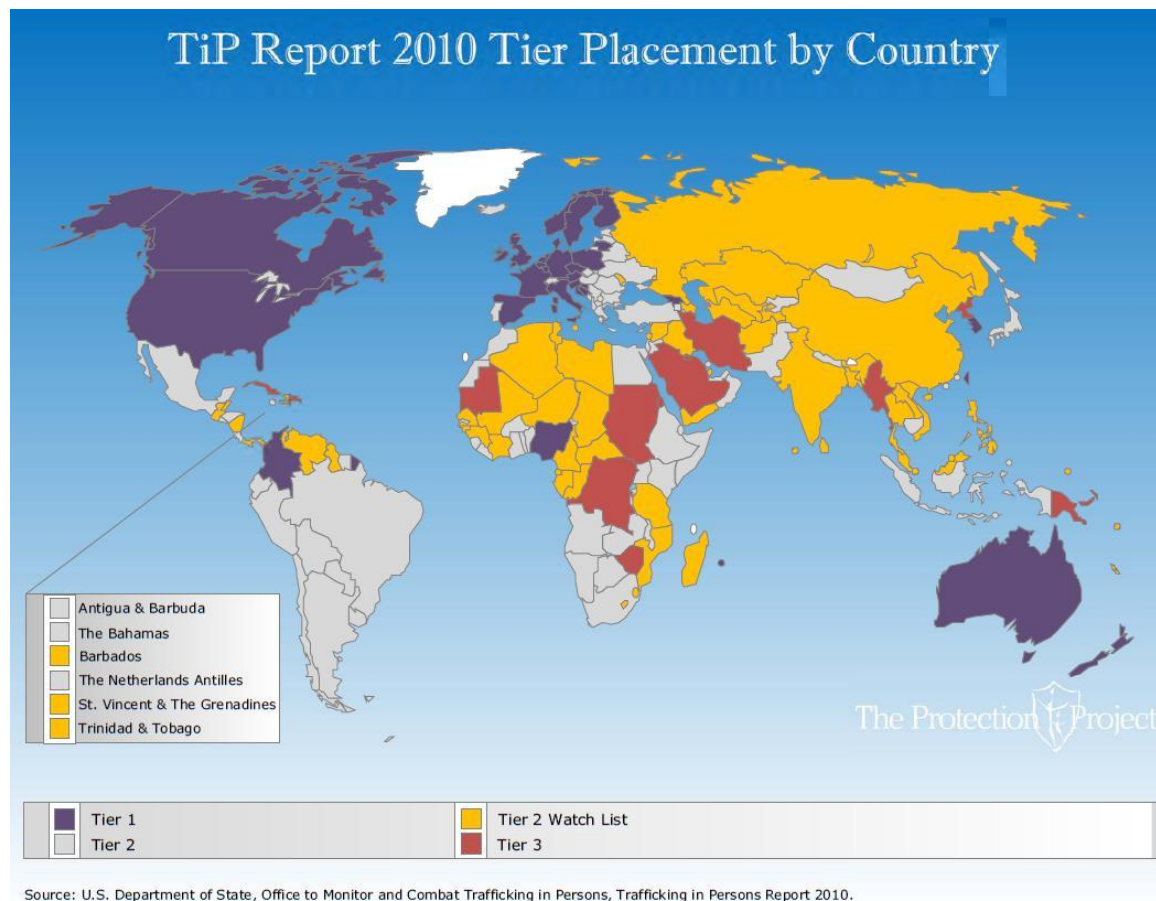 TiP Report 2010 Tier Placement by Country
Antigua & Barbuda
The Bahamas
Barbados
The Netherlands Antilles
St. Vincent & The Grenadines
Trinidad & Tobago
The Protection Project
Tier 1
Tier 2 Watch List
Tier 2
Tier 3
Source: U.S. Department of State, Office to Monitor and Combat Trafficking in Persons, Trafficking in Persons Report 2010.